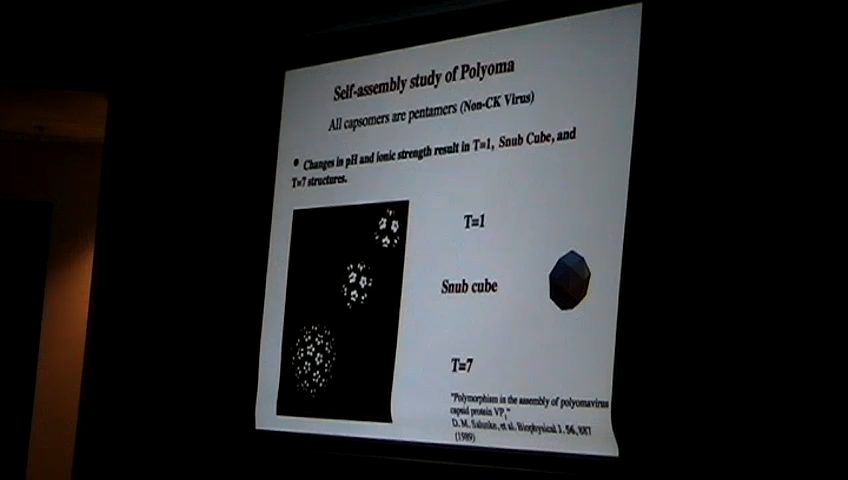 Self-assembly study of Polyoma
All capsomers are pentamers (Non-CK Virus)
• Changes in pH and ionic strength result in T=1, Snub Cube, and
T=7 structures.
T=1
Snub cube
T=7
"Polymorphism in the assembly of polyomavirus
capsid protein VP₁"
D. M. Salunke, et al. Biophysical J. 56, 887
(1989)